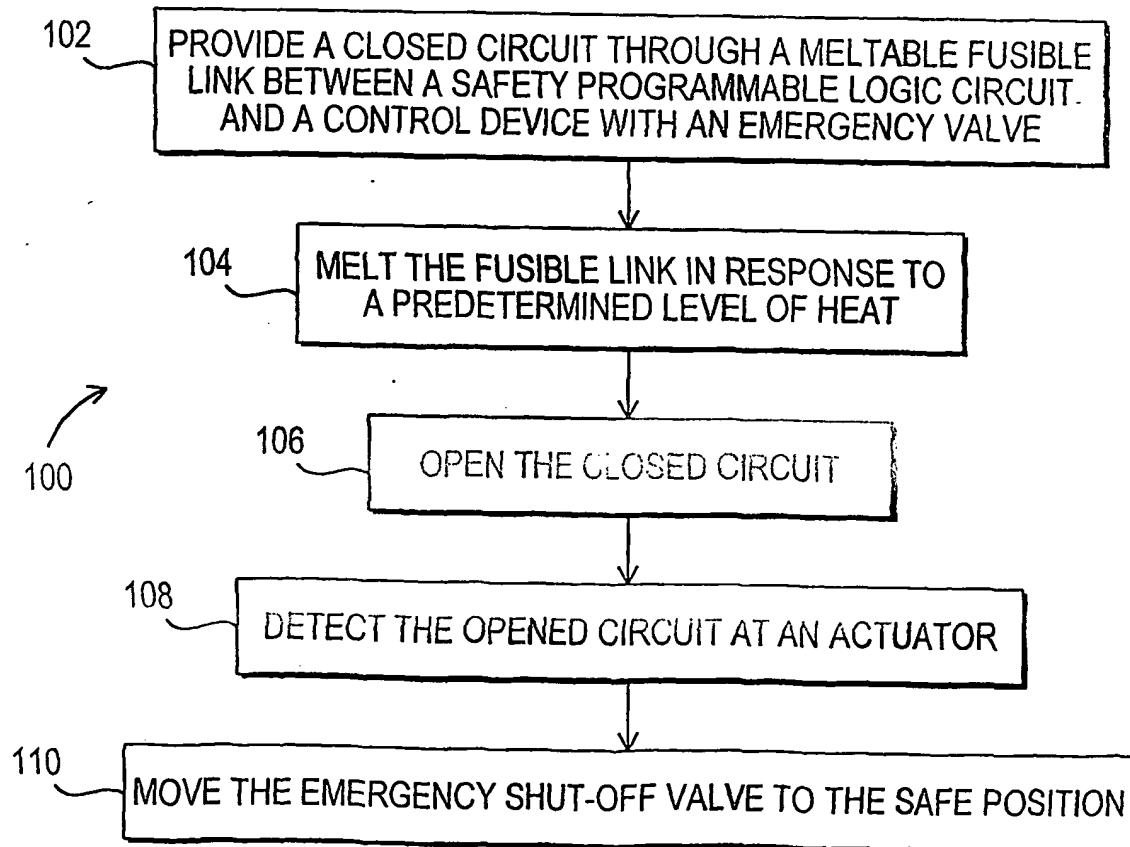 102
PROVIDE A CLOSED CIRCUIT THROUGH A MELTABLE FUSIBLE
LINK BETWEEN A SAFETY PROGRAMMABLE LOGIC CIRCUIT
AND A CONTROL DEVICE WITH AN EMERGENCY VALVE
104
MELT THE FUSIBLE LINK IN RESPONSE TO
A PREDETERMINED LEVEL OF HEAT
100
106
OPEN THE CLOSED CIRCUIT
108
DETECT THE OPENED CIRCUIT AT AN ACTUATOR
110
MOVE THE EMERGENCY SHUT-OFF VALVE TO THE SAFE POSITION